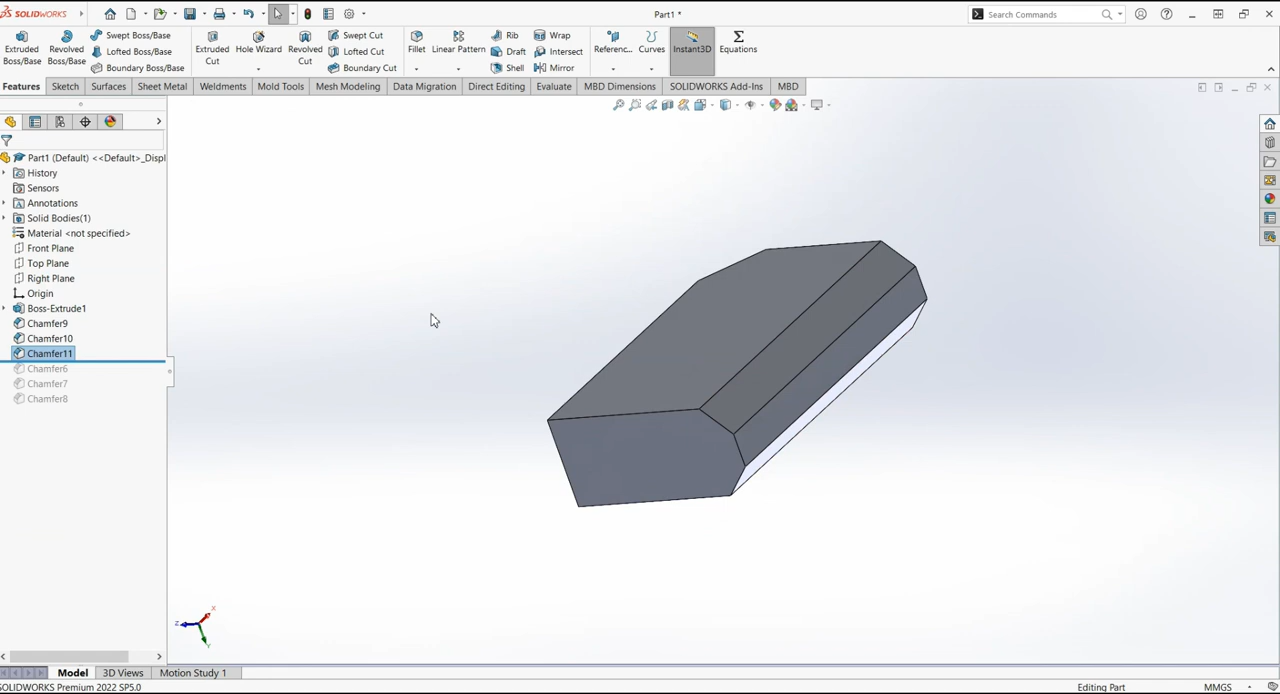 SOLIDWORKS
Part1 *
Search Commands
Extruded Boss/Base
Revolved Boss/Base
Swept Boss/Base
Lofted Boss/Base
Boundary Boss/Base
Extruded Cut
Hole Wizard
Revolved Cut
Swept Cut
Lofted Cut
Boundary Cut
Fillet
Linear Pattern
Rib
Draft
Shell
Wrap
Intersect
Mirror
Referenc...
Curves
Instant3D
Equations
Features Sketch Surfaces Sheet Metal Weldments Mold Tools Mesh Modeling Data Migration Direct Editing Evaluate MBD Dimensions SOLIDWORKS Add-Ins MBD
Part1 (Default) <<Default>_Displ
History
Sensors
Annotations
Solid Bodies(1)
Material <not specified>
Front Plane
Top Plane
Right Plane
Origin
Boss-Extrude1
Chamfer9
Chamfer10
Chamfer11
Chamfer6
Chamfer7
Chamfer8
X
Z
Y
Model 3D Views Motion Study 1
SOLIDWORKS Premium 2022 SP5.0 Editing Part MMGS